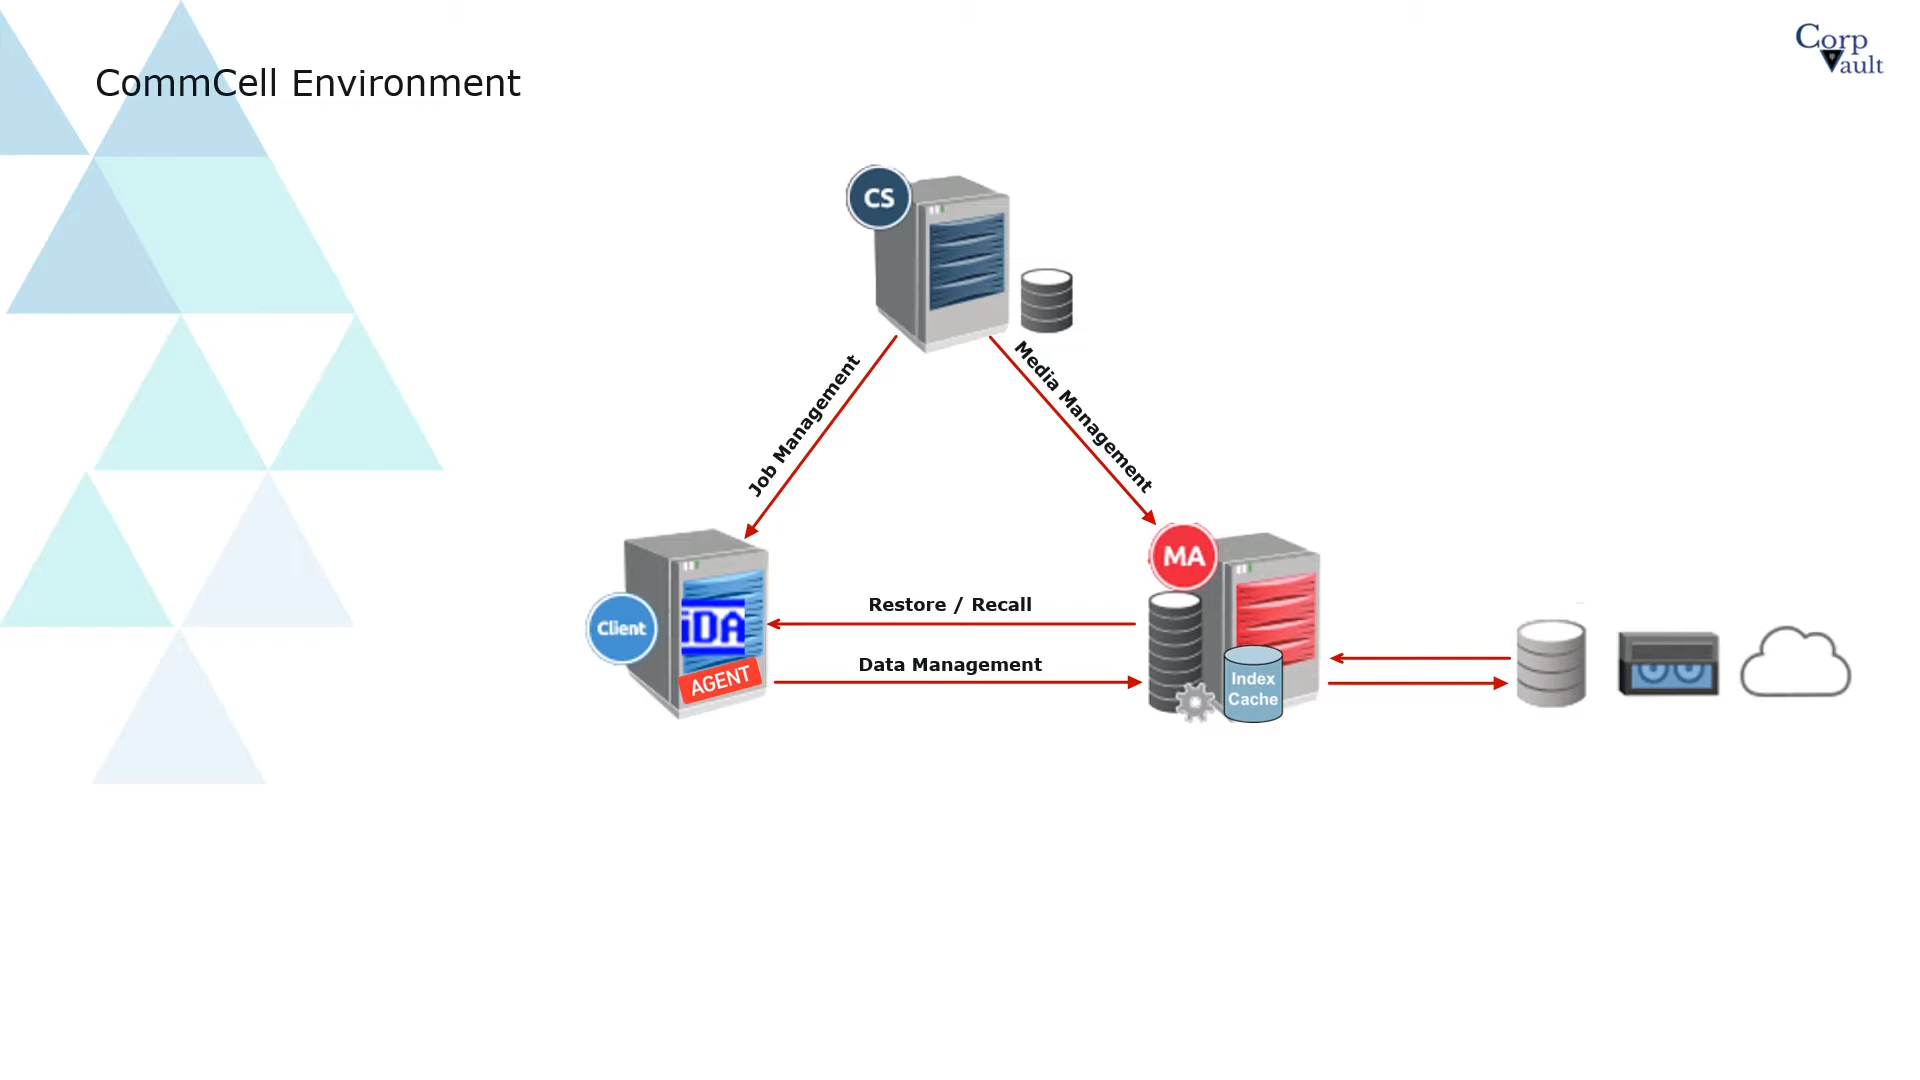 CommCell Environment
Corp
Vault
CS
Job Management
Media Management
MA
Client
iDA
AGENT
Restore / Recall
Data Management
Index
Cache